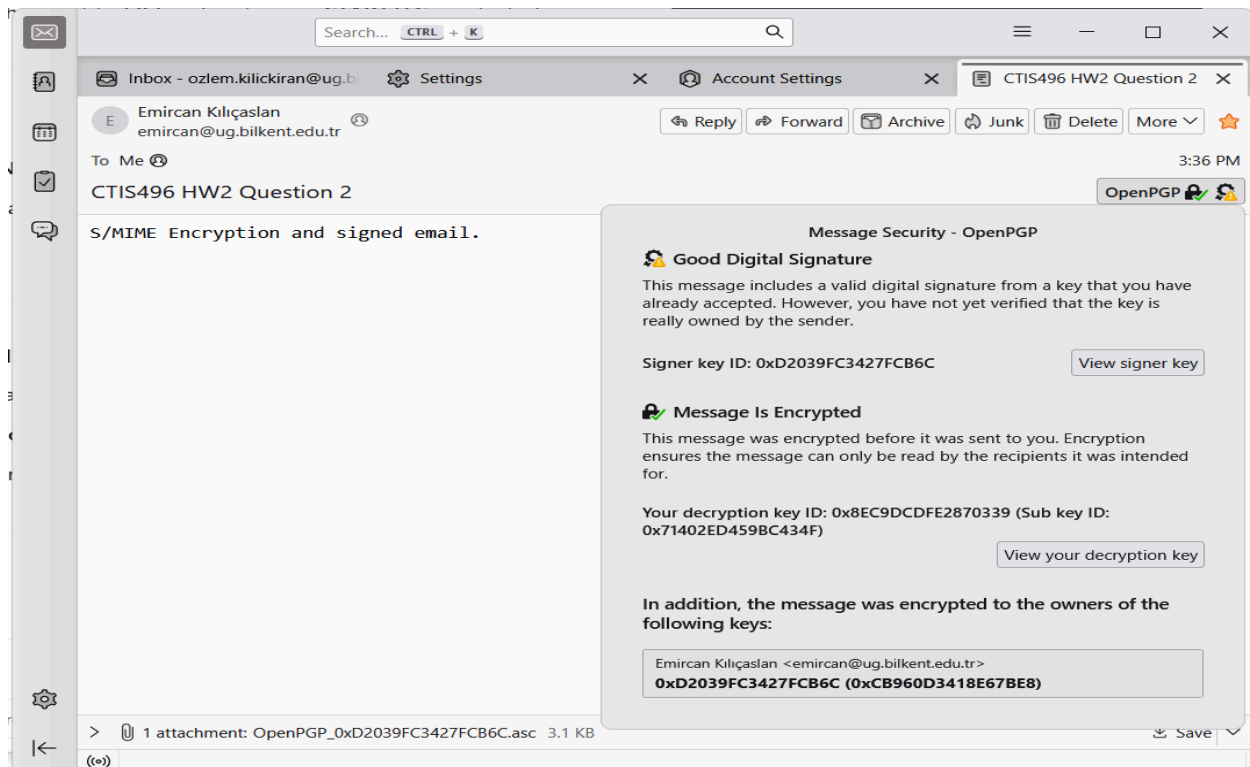 Search... CTRL + K
Inbox - ozlem.kilickiran@ug.b
Settings
Account Settings
CTIS496 HW2 Question 2
E
Emircan Kılıçaslan
emircan@ug.bilkent.edu.tr
Reply
Forward
Archive
Junk
Delete
More
To Me
3:36 PM
CTIS496 HW2 Question 2
OpenPGP
S/MIME Encryption and signed email.
Message Security - OpenPGP
Good Digital Signature
This message includes a valid digital signature from a key that you have
already accepted. However, you have not yet verified that the key is
really owned by the sender.
Signer key ID: 0xD2039FC3427FCB6C
View signer key
Message Is Encrypted
This message was encrypted before it was sent to you. Encryption
ensures the message can only be read by the recipients it was intended
for.
Your decryption key ID: 0x8EC9DCDFE2870339 (Sub key ID:
0x71402ED459BC434F)
View your decryption key
In addition, the message was encrypted to the owners of the
following keys:
Emircan Kılıçaslan <emircan@ug.bilkent.edu.tr>
0xD2039FC3427FCB6C (0xCB960D3418E67BE8)
1 attachment: OpenPGP_0xD2039FC3427FCB6C.asc 3.1 KB
Save